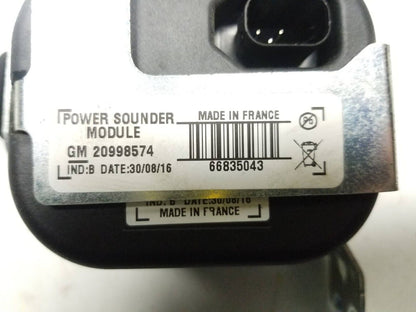 POWER SOUNDER
MODULE
GM 20998574
IND:B DATE:30/08/16
MADE IN FRANCE
66835043
IND: B DATE:30/08/16
MADE IN FRANCE